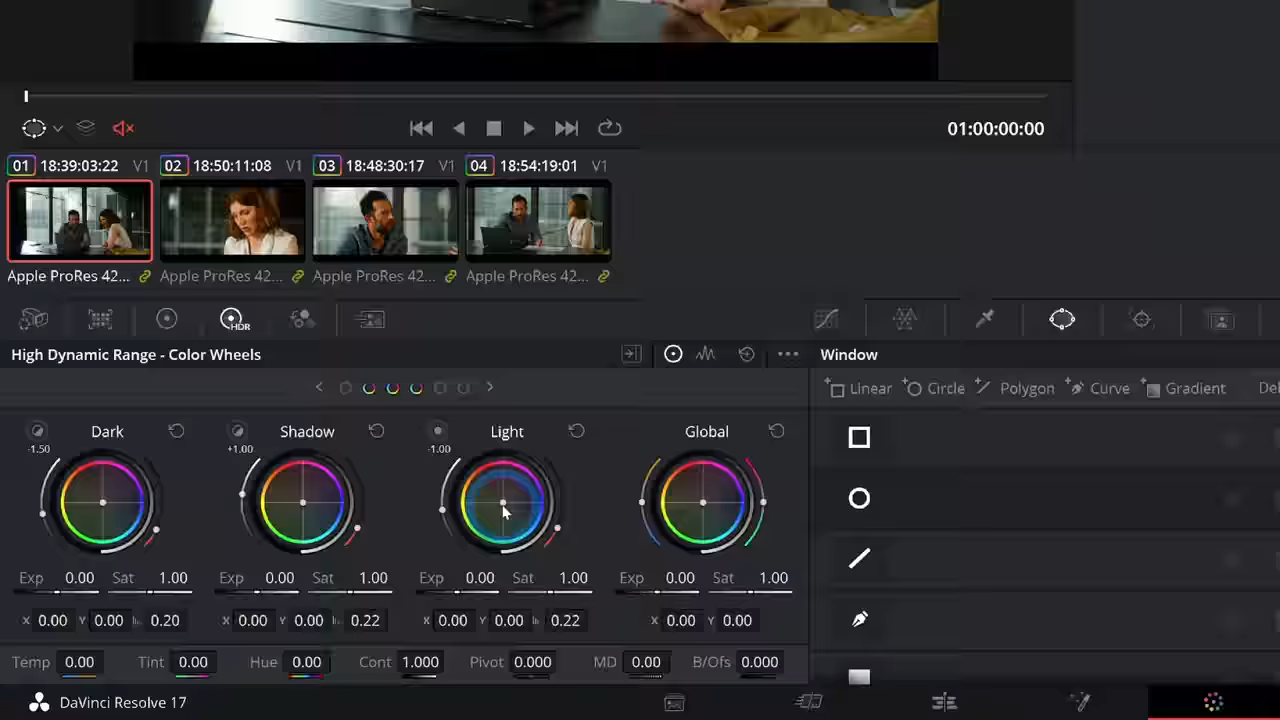 01:00:00:00
01 18:39:03:22 V1 02 18:50:11:08 V1 03 18:48:30:17 V1 04 18:54:19:01 V1
Apple ProRes 42... Apple ProRes 42... Apple ProRes 42... Apple ProRes 42...
HDR
High Dynamic Range - Color Wheels
Window
Linear Circle Polygon Curve Gradient Del
Dark Shadow Light Global
-1.50 +1.00 -1.00
Exp 0.00 Sat 1.00 Exp 0.00 Sat 1.00 Exp 0.00 Sat 1.00 Exp 0.00 Sat 1.00
X 0.00 Y 0.00 0.20 X 0.00 Y 0.00 0.22 X 0.00 Y 0.00 0.22 X 0.00 Y 0.00
Temp 0.00 Tint 0.00 Hue 0.00 Cont 1.000 Pivot 0.000 MD 0.00 B/Ofs 0.000
DaVinci Resolve 17